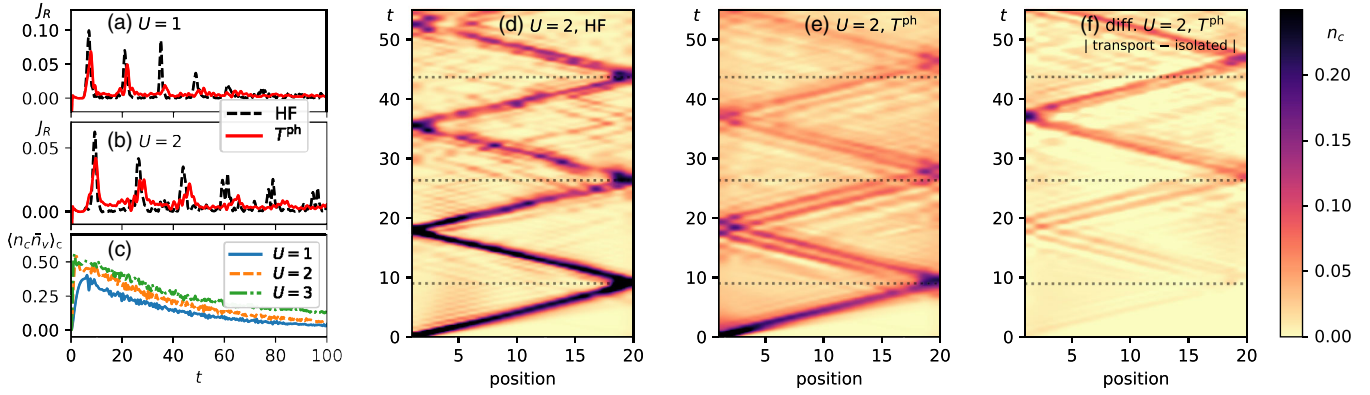 J_R
(a) U = 1
0.10
0.05
0.00
HF
T^ph
J_R
(b) U = 2
0.05
0.00
⟨n_c n̄_v⟩_c
(c)
0.50
0.25
0.00
U = 1
U = 2
U = 3
0 20 40 60 80 100
t
t
(d) U = 2, HF
50
40
30
20
10
0
5 10 15 20
position
t
(e) U = 2, T^ph
50
40
30
20
10
0
5 10 15 20
position
t
(f) diff. U = 2, T^ph
| transport − isolated |
50
40
30
20
10
0
5 10 15 20
position
n_c
0.20
0.15
0.10
0.05
0.00